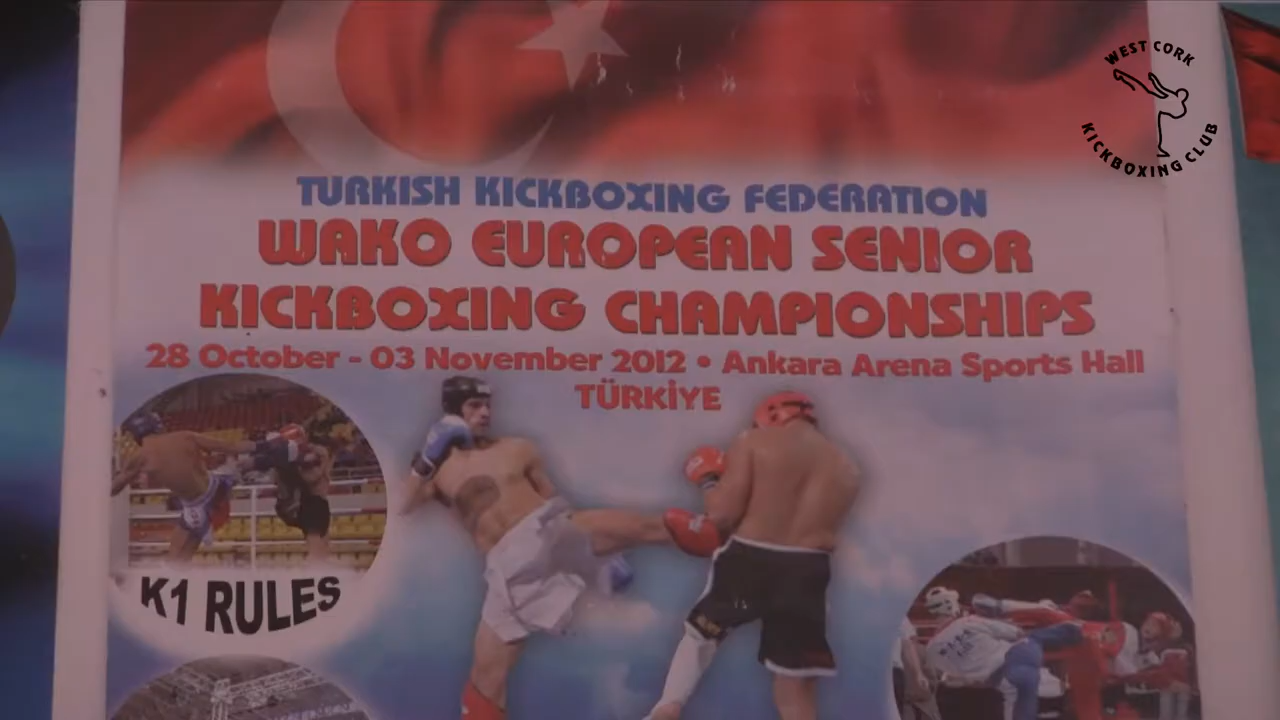 WEST CORK
KICKBOXING CLUB
TURKISH KICKBOXING FEDERATION
WAKO EUROPEAN SENIOR
KICKBOXING CHAMPIONSHIPS
28 October - 03 November 2012 • Ankara Arena Sports Hall
TÜRKİYE
K1 RULES